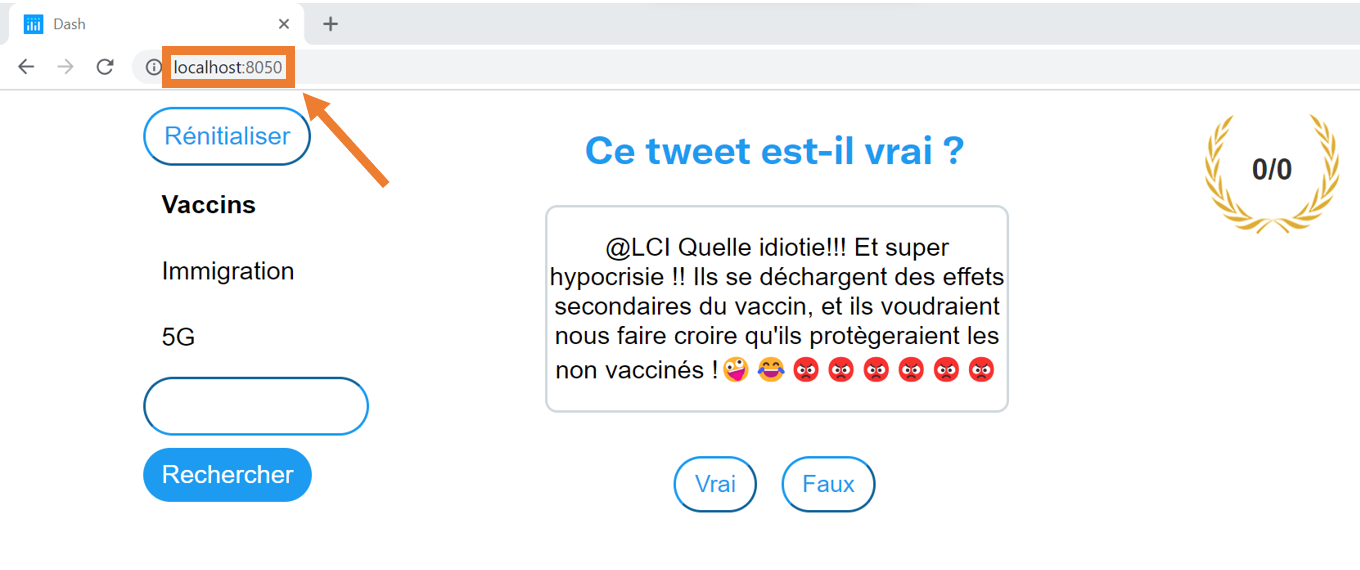 Dash
localhost:8050
Rénitialiser
Vaccins
Immigration
5G
Rechercher
Ce tweet est-il vrai ?
@LCI Quelle idiotie!!! Et super
hypocrisie !! Ils se déchargent des effets
secondaires du vaccin, et ils voudraient
nous faire croire qu'ils protègeraient les
non vaccinés !🤪 😂 😡 😡 😡 😡 😡 😡
Vrai
Faux
0/0